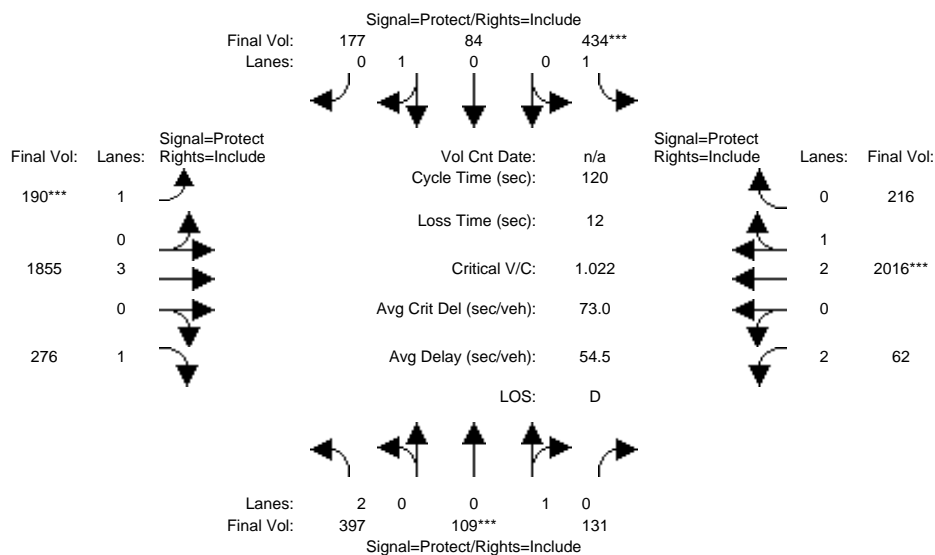 Signal=Protect/Rights=Include
Final Vol: 177 84 434***
Lanes: 0 1 0 0 1
Signal=Protect
Final Vol: Lanes: Rights=Include
Vol Cnt Date: n/a
Signal=Protect
Rights=Include Lanes: Final Vol:
Cycle Time (sec): 120
190*** 1
0 216
Loss Time (sec): 12
0
1
1855 3
Critical V/C: 1.022
2 2016***
0
Avg Crit Del (sec/veh): 73.0
0
276 1
Avg Delay (sec/veh): 54.5
2 62
LOS: D
Lanes: 2 0 0 1 0
Final Vol: 397 109*** 131
Signal=Protect/Rights=Include